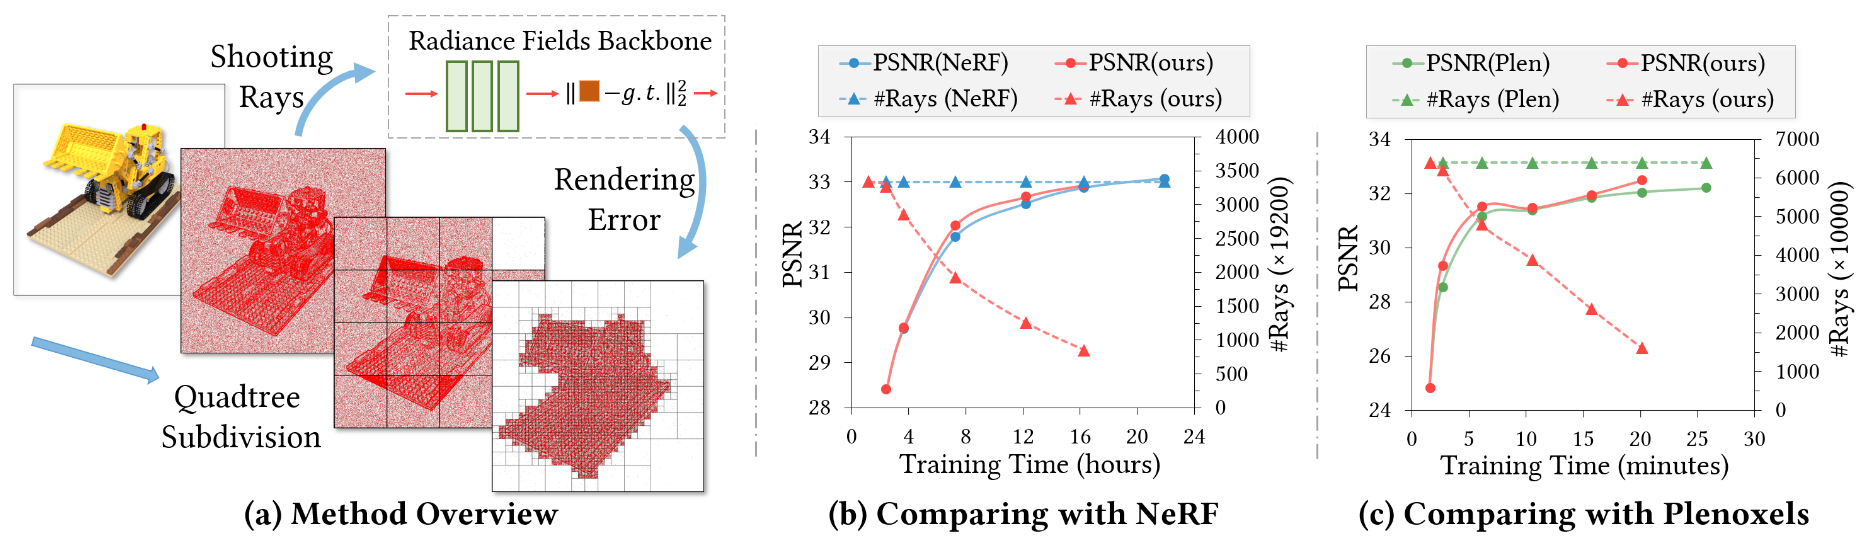 Shooting
Rays
Radiance Fields Backbone
‖ −g.t.‖₂²
Rendering
Error
Quadtree
Subdivision
(a) Method Overview
PSNR(NeRF) PSNR(ours)
#Rays (NeRF) #Rays (ours)
34
33
32
31
30
29
28
PSNR
4000
3500
3000
2500
2000
1500
1000
500
0
#Rays (×19200)
0 4 8 12 16 20 24
Training Time (hours)
(b) Comparing with NeRF
PSNR(Plen) PSNR(ours)
#Rays (Plen) #Rays (ours)
34
32
30
28
26
24
PSNR
7000
6000
5000
4000
3000
2000
1000
0
#Rays (×10000)
0 5 10 15 20 25 30
Training Time (minutes)
(c) Comparing with Plenoxels